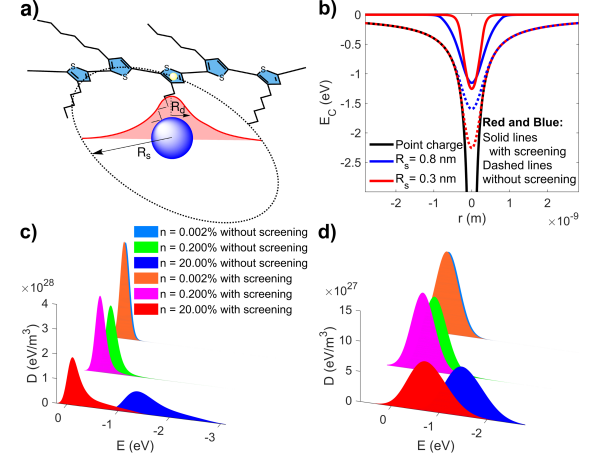 a)
S
S
S
S
S
R_d
R_s
b)
0
-0.5
-1
-1.5
-2
-2.5
E_C (eV)
Point charge
R_s= 0.8 nm
R_s= 0.3 nm
Red and Blue:
Solid lines
with screening
Dashed lines
without screening
-2 -1 0 1 2
r (m)
×10^-9
c)
n = 0.002% without screening
n = 0.200% without screening
n = 20.00% without screening
n = 0.002% with screening
n = 0.200% with screening
n = 20.00% with screening
×10^28
4
3
2
1
0
D (eV/m^3)
0 -1 -2 -3
E (eV)
d)
×10^27
15
10
5
0
D (eV/m^3)
0 -1 -2
E (eV)